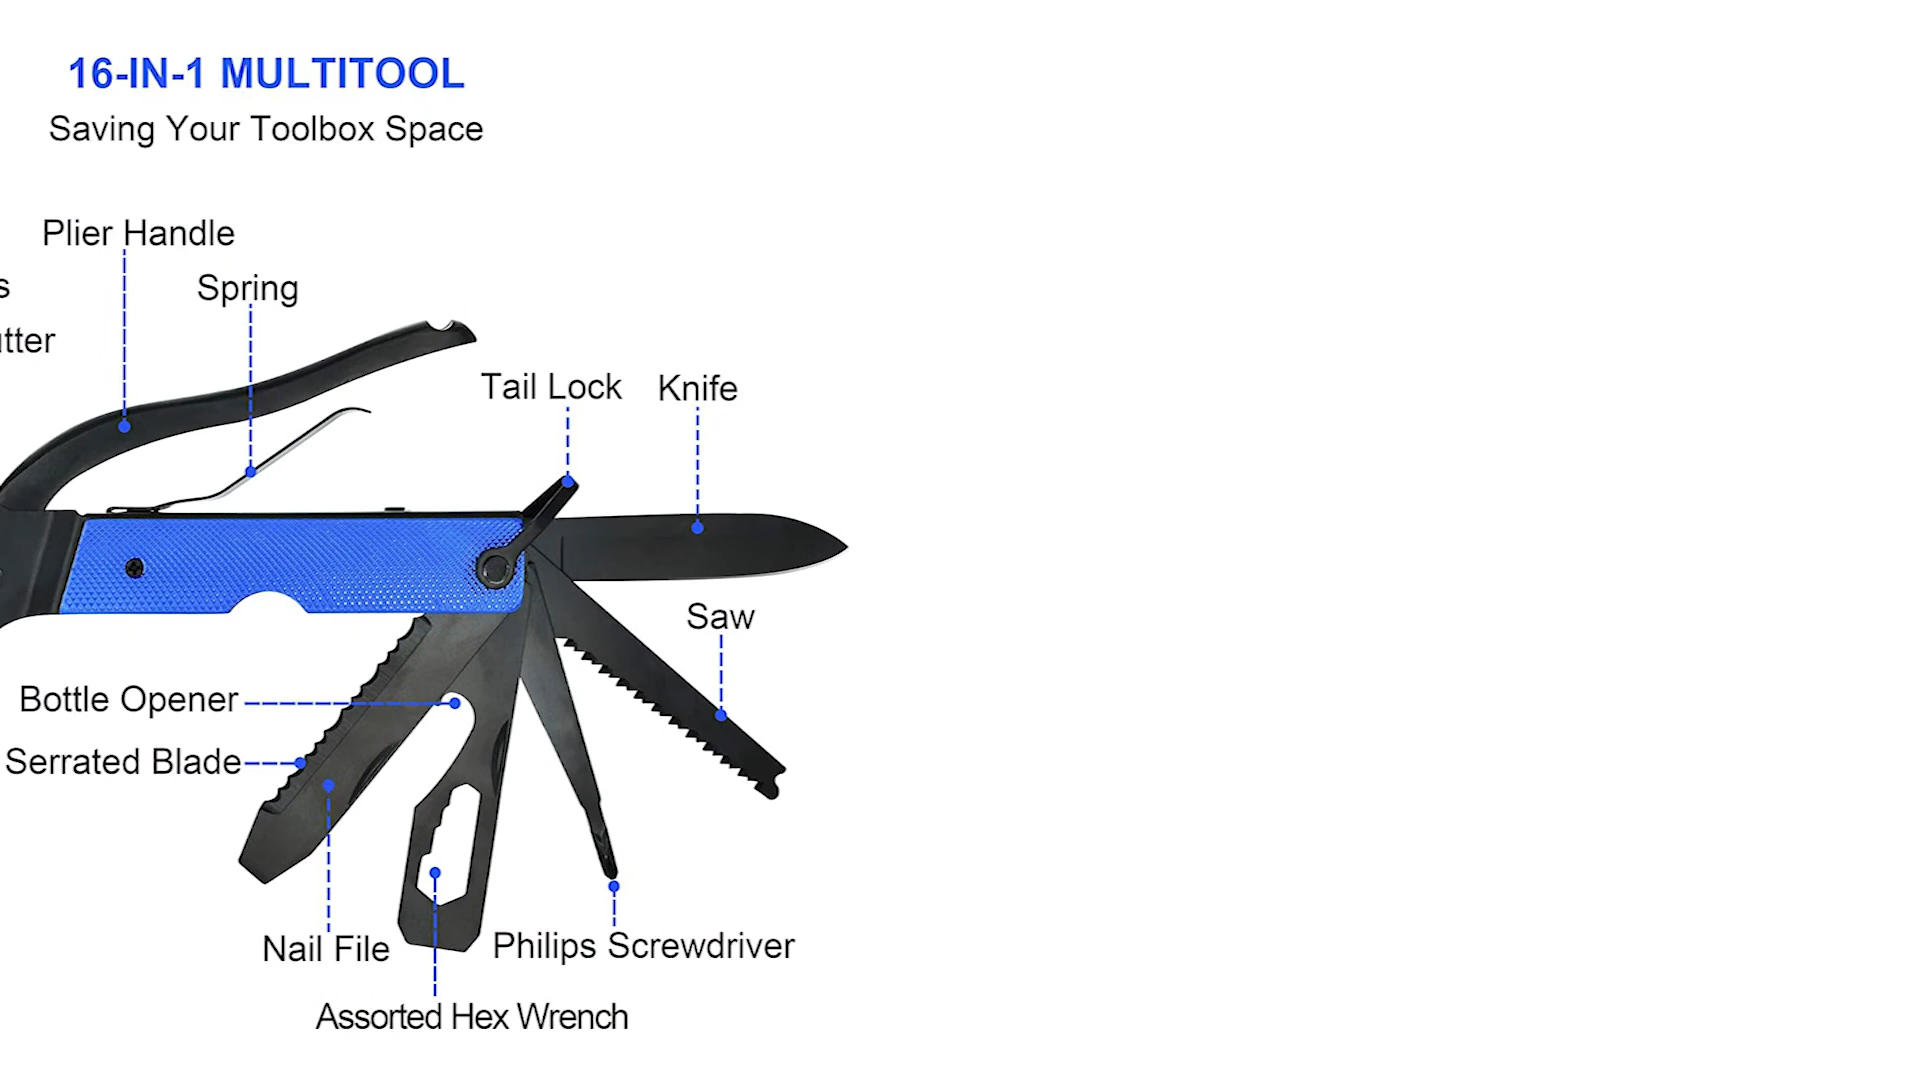 16-IN-1 MULTITOOL
Saving Your Toolbox Space
Plier Handle
Spring
Tail Lock
Knife
Saw
Bottle Opener
Serrated Blade
Nail File
Philips Screwdriver
Assorted Hex Wrench